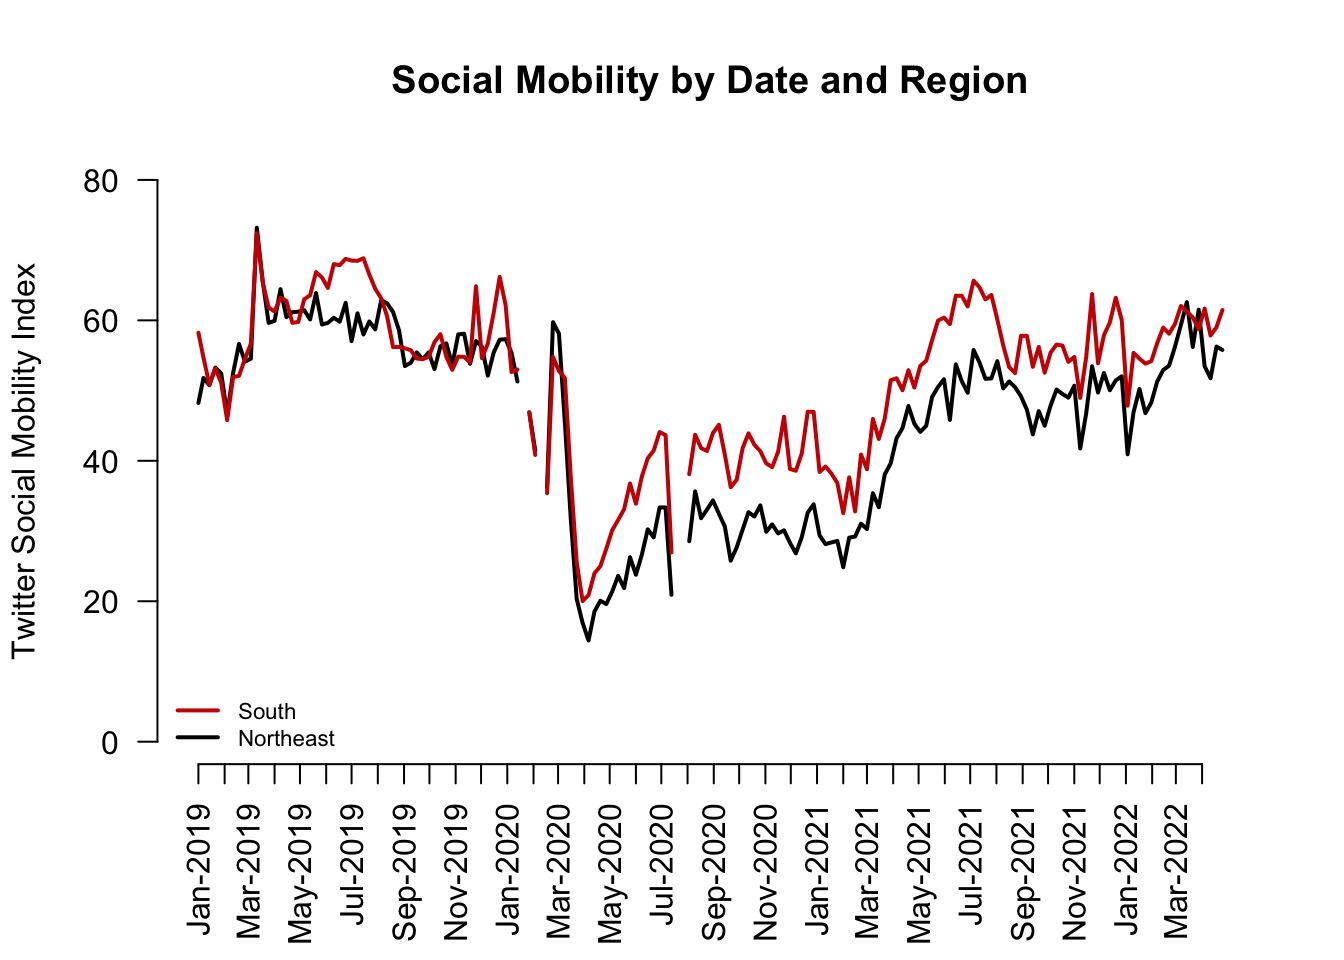 Social Mobility by Date and Region
Twitter Social Mobility Index
80
60
40
20
0
South
Northeast
Jan-2019
Mar-2019
May-2019
Jul-2019
Sep-2019
Nov-2019
Jan-2020
Mar-2020
May-2020
Jul-2020
Sep-2020
Nov-2020
Jan-2021
Mar-2021
May-2021
Jul-2021
Sep-2021
Nov-2021
Jan-2022
Mar-2022